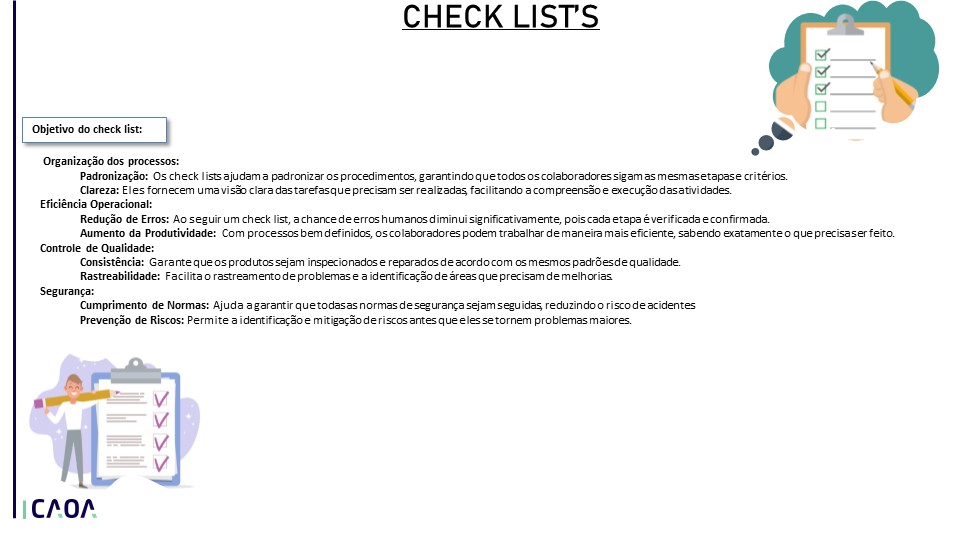 CHECK LIST'S
Objetivo do check list:
Organização dos processos:
Padronização: Os check lists ajudam a padronizar os procedimentos, garantindo que todos os colaboradores sigam as mesmas etapas e critérios.
Clareza: Eles fornecem uma visão clara das tarefas que precisam ser realizadas, facilitando a compreensão e execução das atividades.
Eficiência Operacional:
Redução de Erros: Ao seguir um check list, a chance de erros humanos diminui significativamente, pois cada etapa é verificada e confirmada.
Aumento da Produtividade: Com processos bem definidos, os colaboradores podem trabalhar de maneira mais eficiente, sabendo exatamente o que precisa ser feito.
Controle de Qualidade:
Consistência: Garante que os produtos sejam inspecionados e reparados de acordo com os mesmos padrões de qualidade.
Rastreabilidade: Facilita o rastreamento de problemas e a identificação de áreas que precisam de melhorias.
Segurança:
Cumprimento de Normas: Ajuda a garantir que todas as normas de segurança sejam seguidas, reduzindo o risco de acidentes
Prevenção de Riscos: Permite a identificação e mitigação de riscos antes que eles se tornem problemas maiores.
CAOA